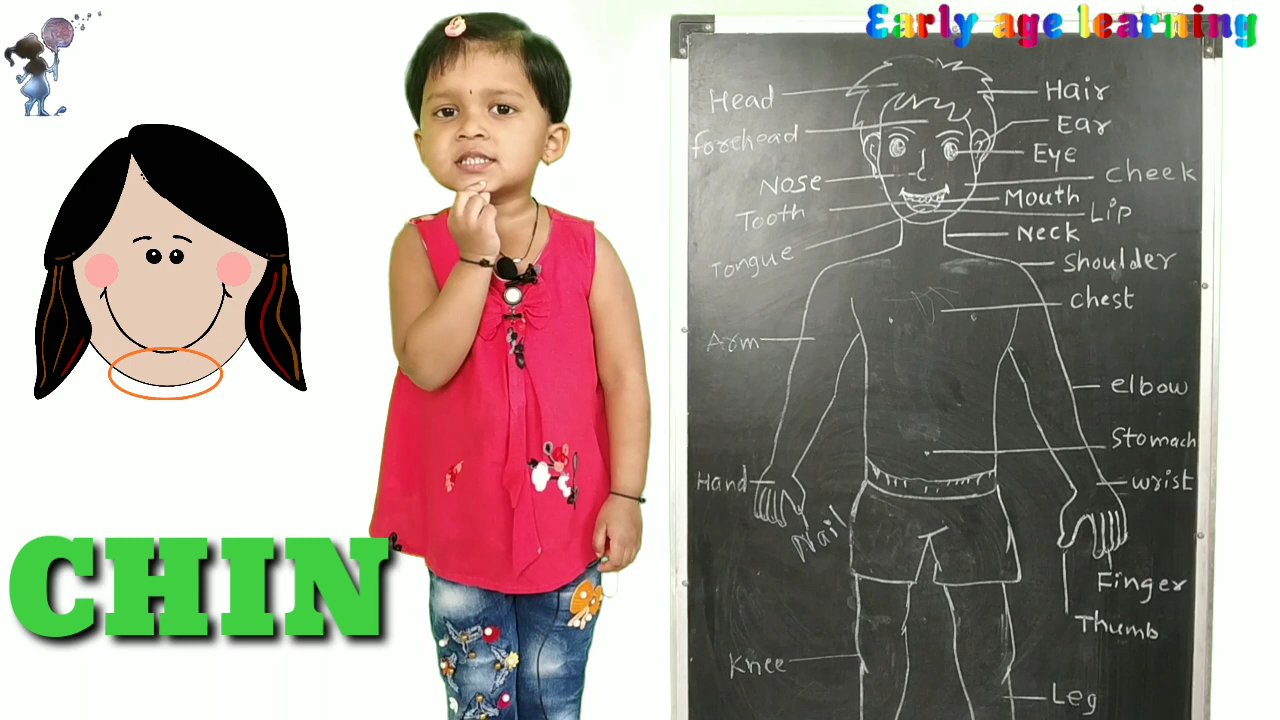 Early age learning
CHIN
Head
forehead
Nose
Tooth
Tongue
Arm
Hand
Nail
Knee
Hair
Ear
Eye
cheek
Mouth
Lip
Neck
Shoulder
chest
elbow
Stomach
wrist
Finger
Thumb
Leg